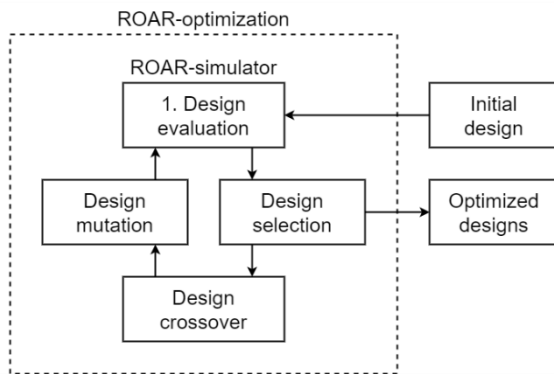 ROAR-optimization
ROAR-simulator
1. Design
evaluation
Initial
design
Design
mutation
Design
selection
Optimized
designs
Design
crossover